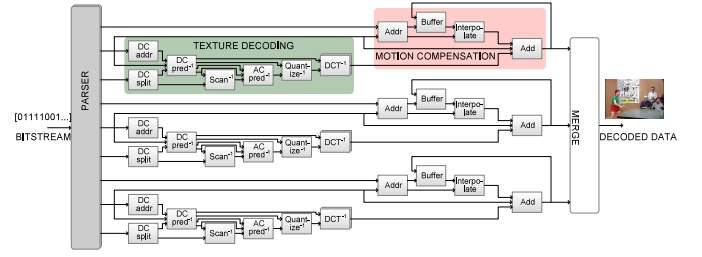 Buffer
Interpo-
late
Addr
Add
TEXTURE DECODING
MOTION COMPENSATION
DC
addr
DC
pred-1
DC
split
Scan-1
AC
pred-1
Quant-
ize-1
DCT-1
PARSER
[01111001...]
BITSTREAM
Buffer
Interpo-
late
Addr
Add
DC
addr
DC
pred-1
DC
split
Scan-1
AC
pred-1
Quant-
ize-1
DCT-1
MERGE
DECODED DATA
Buffer
Interpo-
late
Addr
Add
DC
addr
DC
pred-1
DC
split
Scan-1
AC
pred-1
Quant-
ize-1
DCT-1